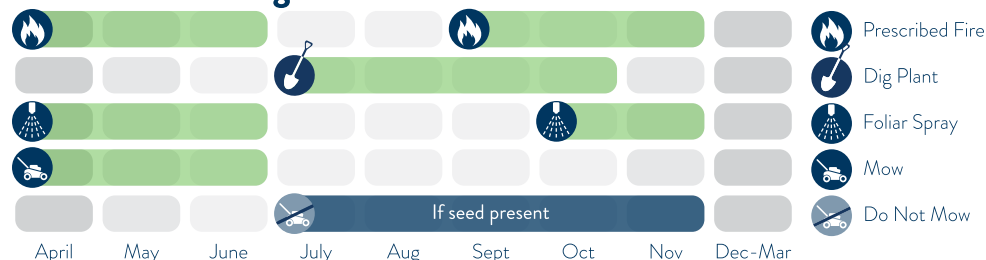 Prescribed Fire
Dig Plant
Foliar Spray
Mow
If seed present
Do Not Mow
April May June July Aug Sept Oct Nov Dec-Mar